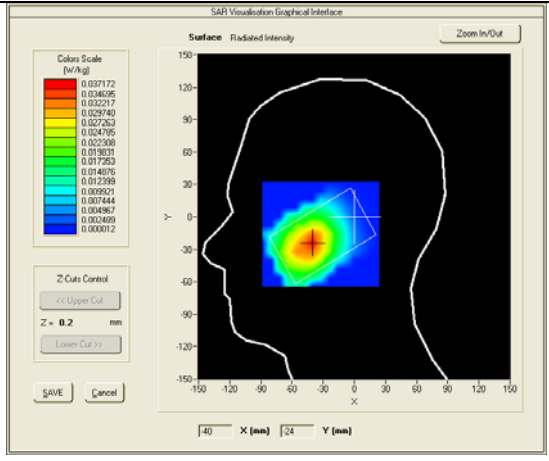 SAR Visualisation Graphical Interface
Surface Radiated Intensity
Zoom In/Out
Colors Scale
(W/kg)
0.037172
0.034695
0.032217
0.029740
0.027263
0.024785
0.022308
0.019831
0.017353
0.014876
0.012399
0.009921
0.007444
0.004967
0.002489
0.000012
Z-Cuts Control
<< Upper Cut
Z = 0.2 mm
Lower Cut >>
SAVE Cancel
150-
120-
90-
60-
30-
Y 0-
-30-
-60-
-90-
-120-
-150-
-150 -120 -90 -60 -30 0 30 60 90 120 150
X
-40 X (mm) -24 Y (mm)